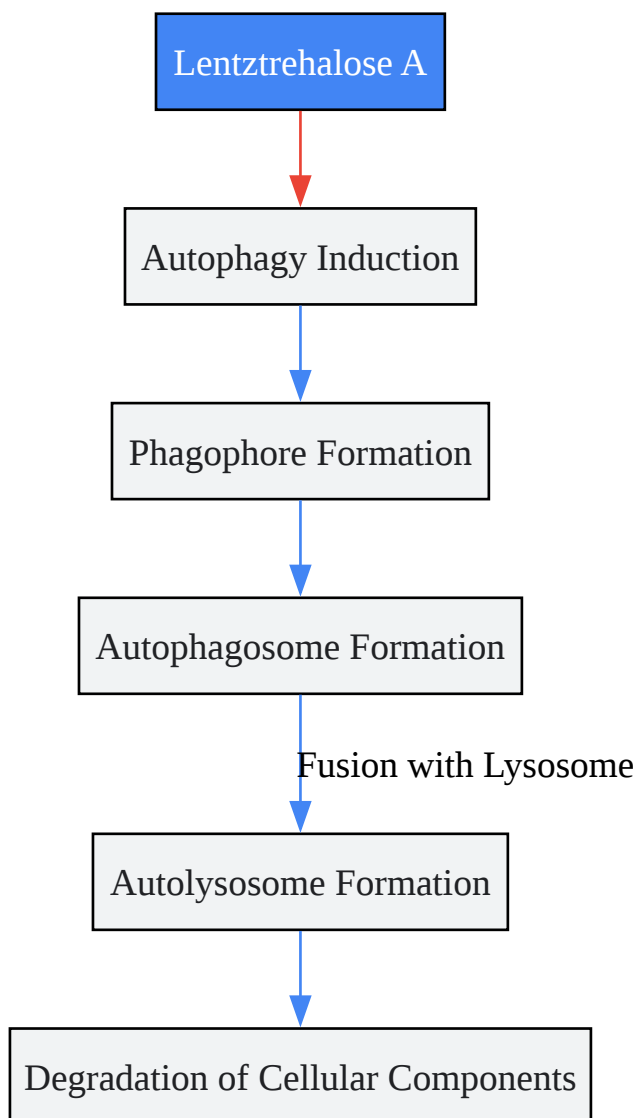 Lentztrehalose A
Autophagy Induction
Phagophore Formation
Autophagosome Formation
Fusion with Lysosome
Autolysosome Formation
Degradation of Cellular Components